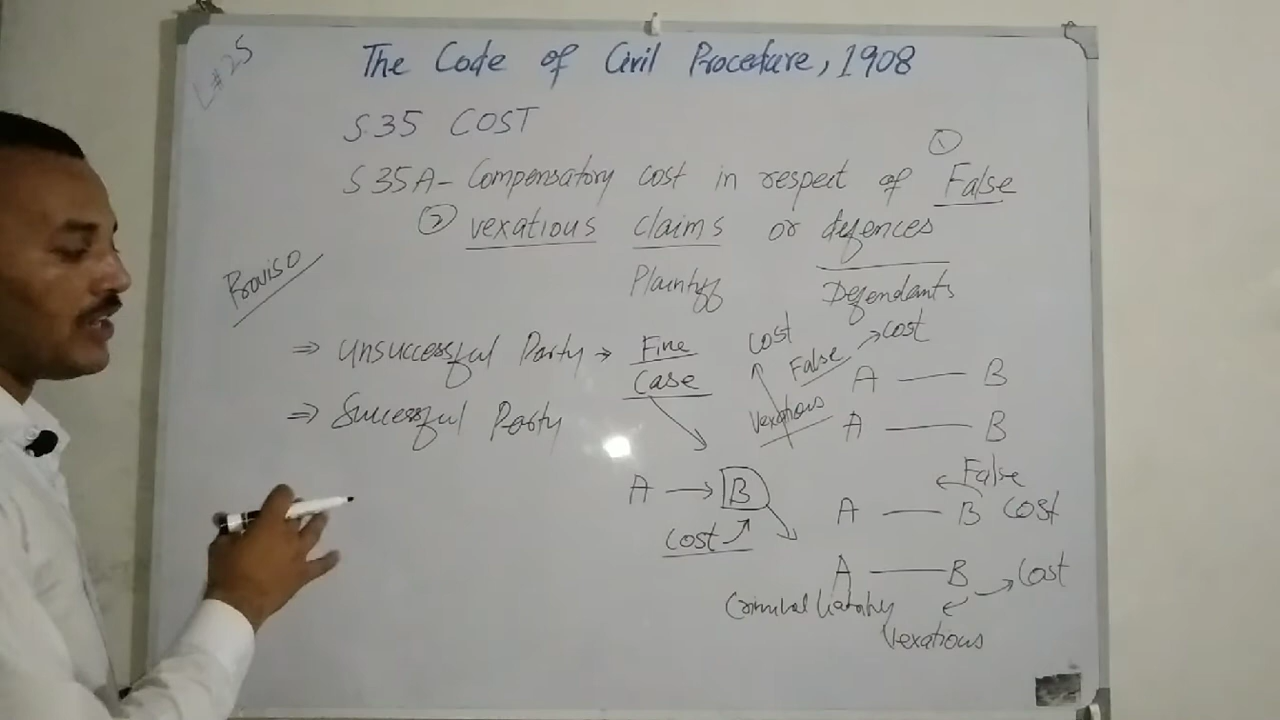 L#25
The Code of Civil Procedure, 1908
S.35 COST
S 35A- Compensatory cost in respect of False
①
② vexatious claims or defences
Proviso
Plaintiff
Defendants
⇒ Unsuccessful Party → Fine
Case
⇒ Successful Party
cost
False → cost
Vexatious
A — B
A — B
A → B
Cost
False
A — B Cost
A — B → Cost
Criminal liability
Vexatious